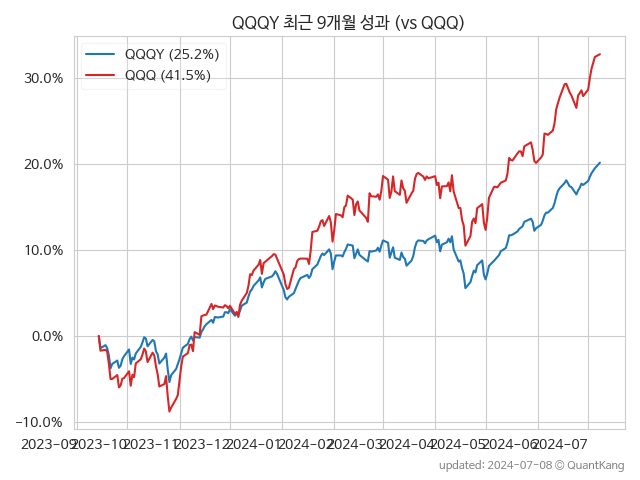 QQQY 최근 9개월 성과 (vs QQQ)
QQQY (25.2%)
QQQ (41.5%)
30.0%
20.0%
10.0%
0.0%
−10.0%
2023-09 2023-10 2023-11 2023-12 2024-01 2024-02 2024-03 2024-04 2024-05 2024-06 2024-07
updated: 2024-07-08 © QuantKang